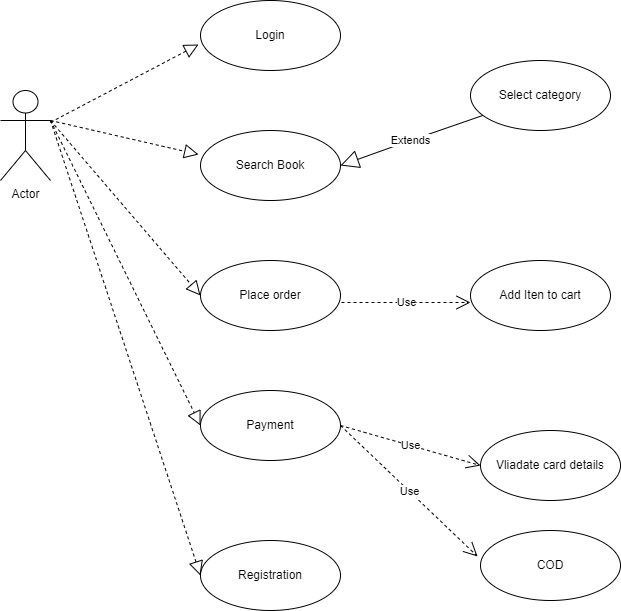 Login
Select category
Extends
Search Book
Actor
Place order
Use
Add Iten to cart
Payment
Use
Vliadate card details
Use
COD
Registration